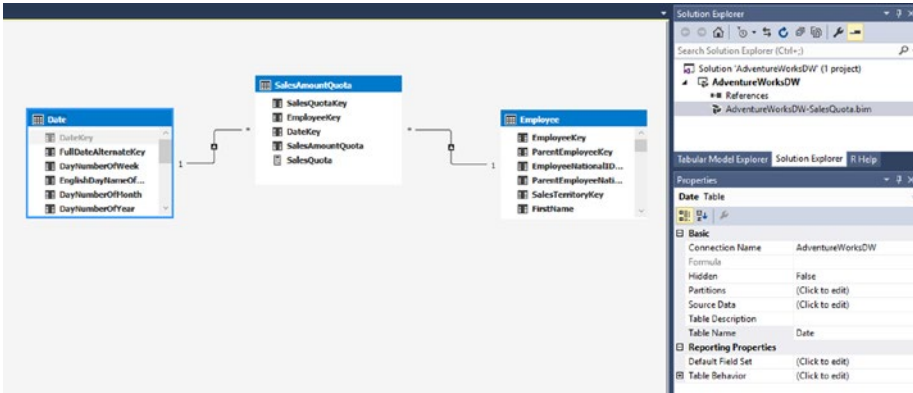 SalesAmountQuota
SalesQuotaKey
EmployeeKey
DateKey
SalesAmountQuota
SalesQuota
Date
DateKey
FullDateAlternateKey
DayNumberOfWeek
EnglishDayNameOf...
DayNumberOfMonth
DayNumberOfYear
1
*
*
1
Employee
EmployeeKey
ParentEmployeeKey
EmployeeNationalID...
ParentEmployeeNati...
SalesTerritoryKey
FirstName
Solution Explorer
Search Solution Explorer (Ctrl+;)
Solution 'AdventureWorksDW' (1 project)
AdventureWorksDW
References
AdventureWorksDW-SalesQuota.bim
Tabular Model Explorer Solution Explorer R Help
Properties
Date Table
Basic
Connection Name AdventureWorksDW
Formula
Hidden False
Partitions (Click to edit)
Source Data (Click to edit)
Table Description
Table Name Date
Reporting Properties
Default Field Set (Click to edit)
Table Behavior (Click to edit)